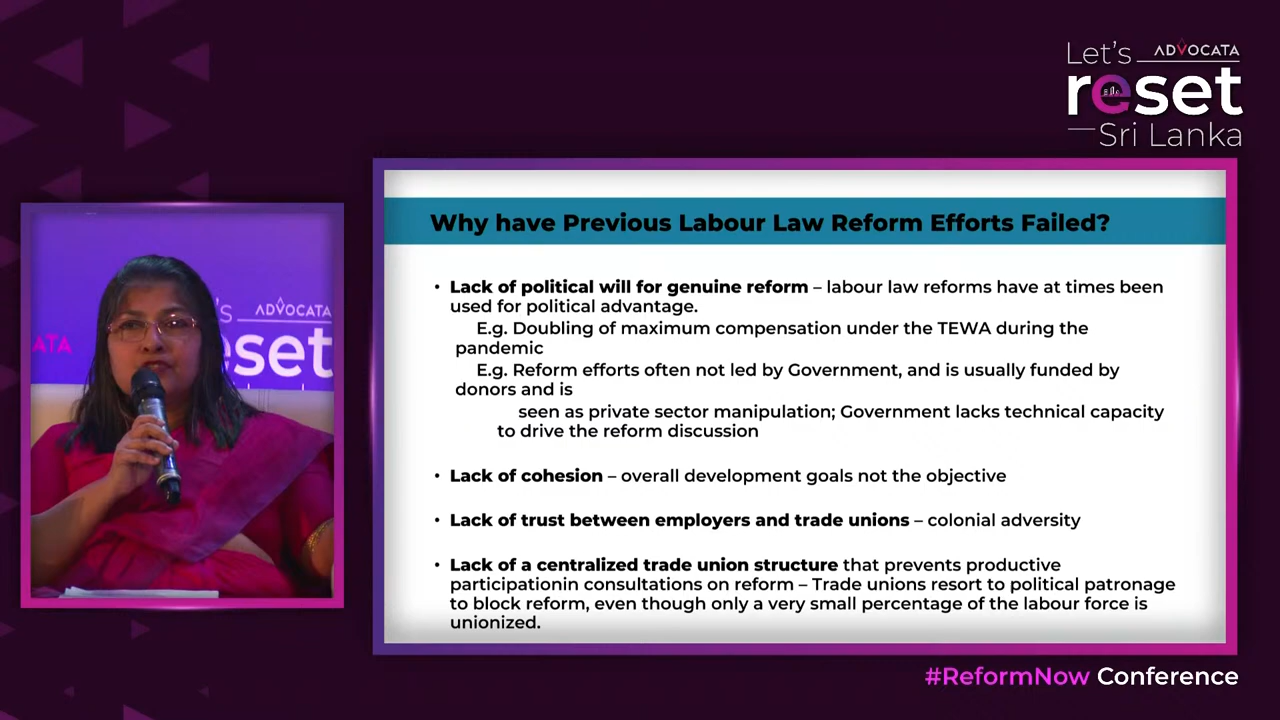 Let's ADVOCATA
reset
Sri Lanka
Why have Previous Labour Law Reform Efforts Failed?
• Lack of political will for genuine reform – labour law reforms have at times been
used for political advantage.
E.g. Doubling of maximum compensation under the TEWA during the
pandemic
E.g. Reform efforts often not led by Government, and is usually funded by
donors and is
seen as private sector manipulation; Government lacks technical capacity
to drive the reform discussion
• Lack of cohesion – overall development goals not the objective
• Lack of trust between employers and trade unions – colonial adversity
• Lack of a centralized trade union structure that prevents productive
participationin consultations on reform – Trade unions resort to political patronage
to block reform, even though only a very small percentage of the labour force is
unionized.
's ADVOCATA
ATA eset
#ReformNow Conference